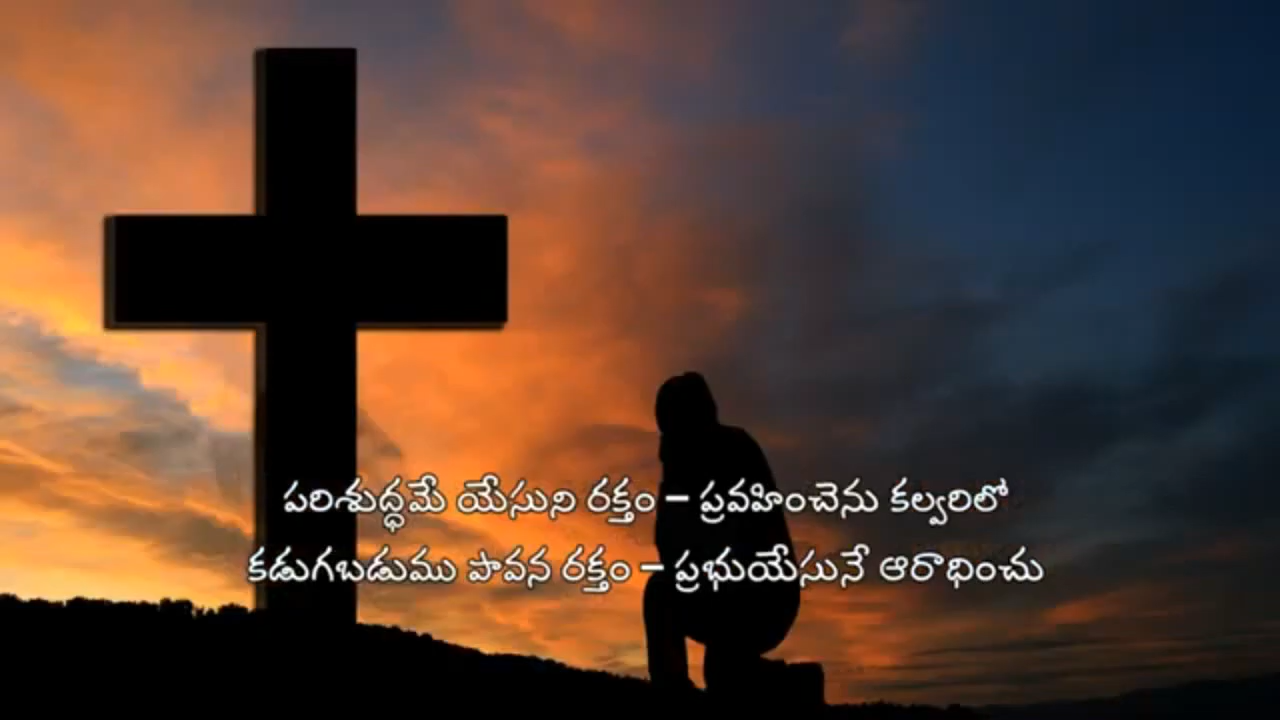 పరిశుద్ధమే యేసుని రక్తం – ప్రవహించెను కల్వరిలో
కడుగబడుము పావన రక్తం – ప్రభుయేసునే ఆరాధించు